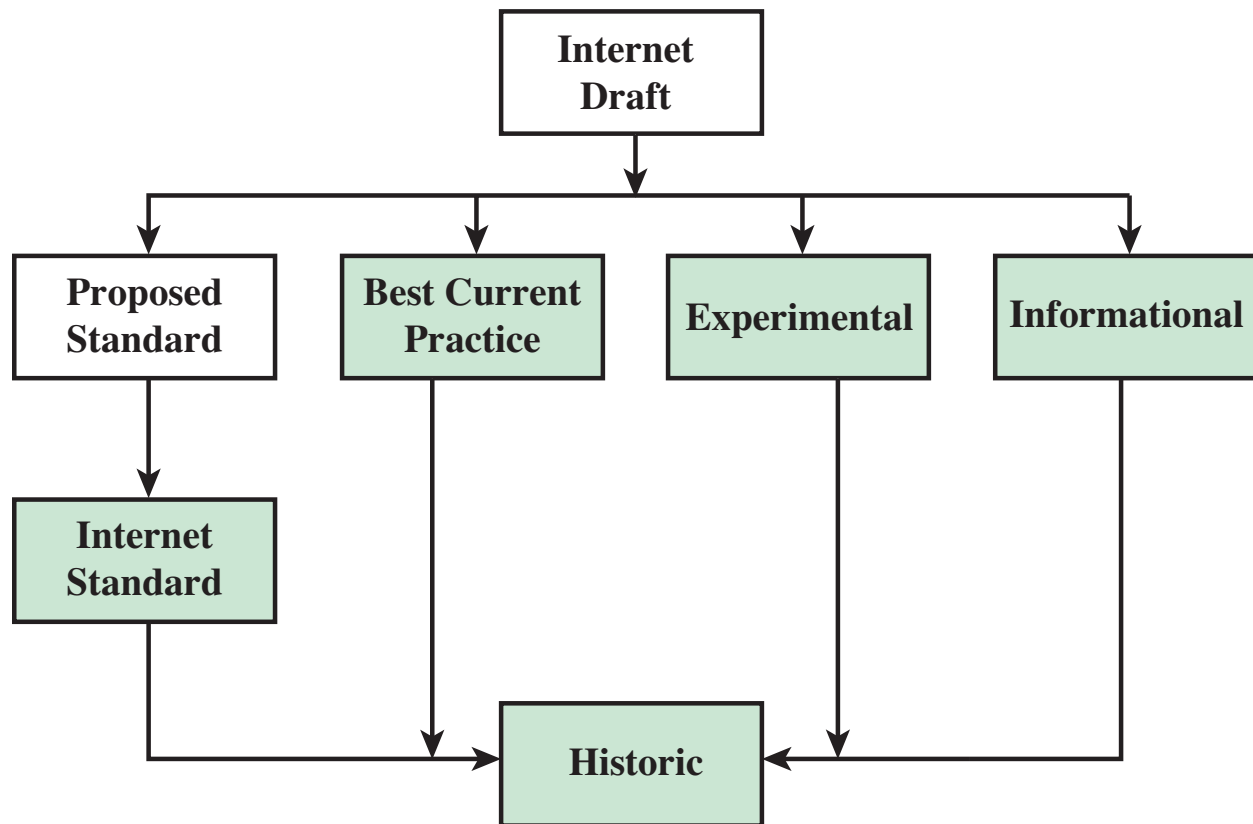 Internet
Draft
Proposed
Standard
Best Current
Practice
Experimental
Informational
Internet
Standard
Historic